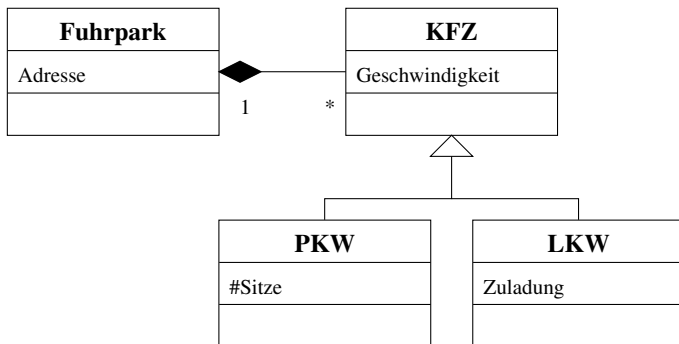 Fuhrpark
KFZ
Adresse
Geschwindigkeit
1
*
PKW
LKW
#Sitze
Zuladung